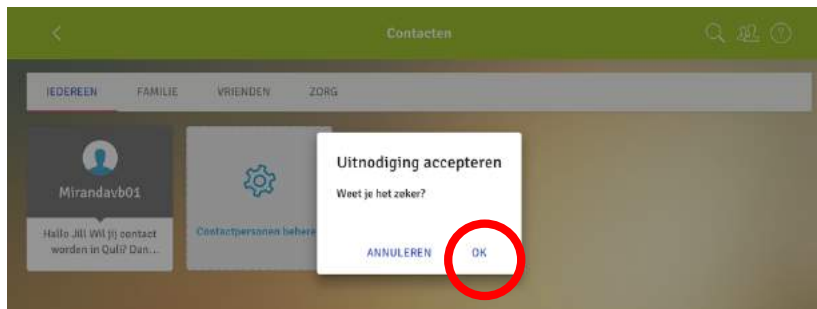 Contacten
IEDEREEN FAMILIE VRIENDEN ZORG
Mirandavb01
Hallo Jill Wil jij contact
worden in Quli? Dan...
Contactpersonen behere
Uitnodiging accepteren
Weet je het zeker?
ANNULEREN OK